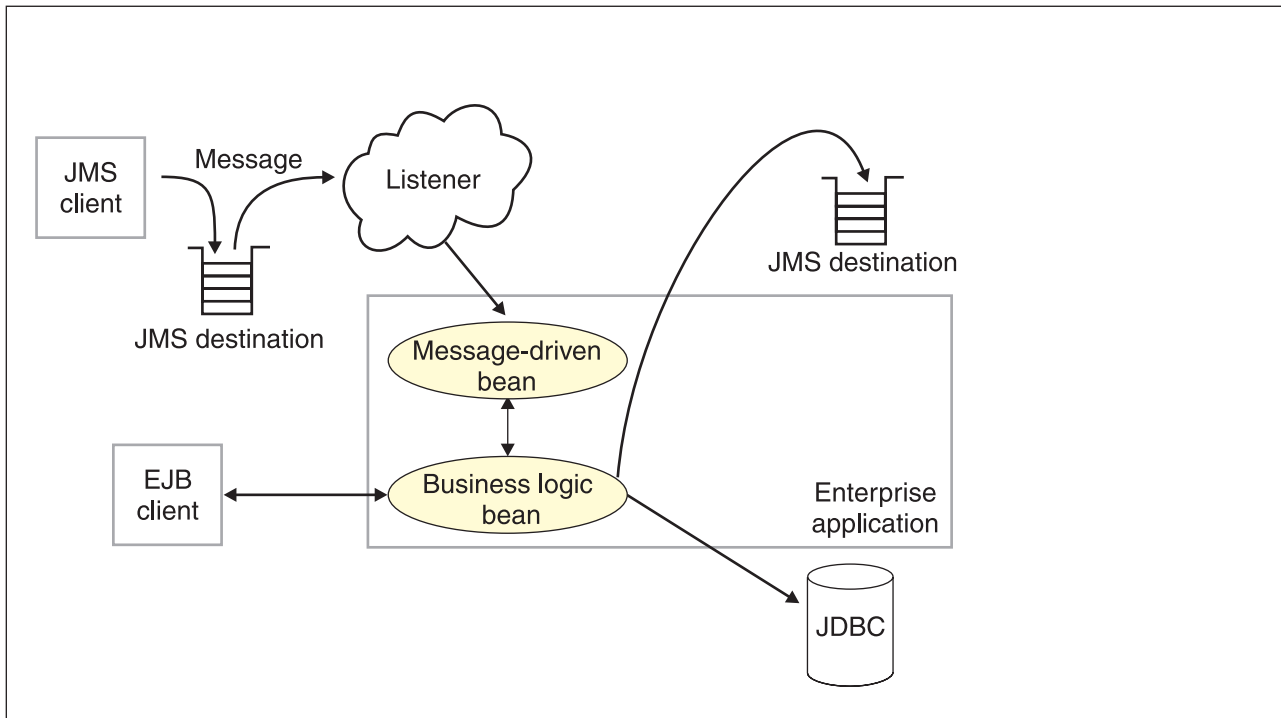 JMS
client
Message
Listener
JMS destination
JMS destination
Message-driven
bean
EJB
client
Business logic
bean
Enterprise
application
JDBC